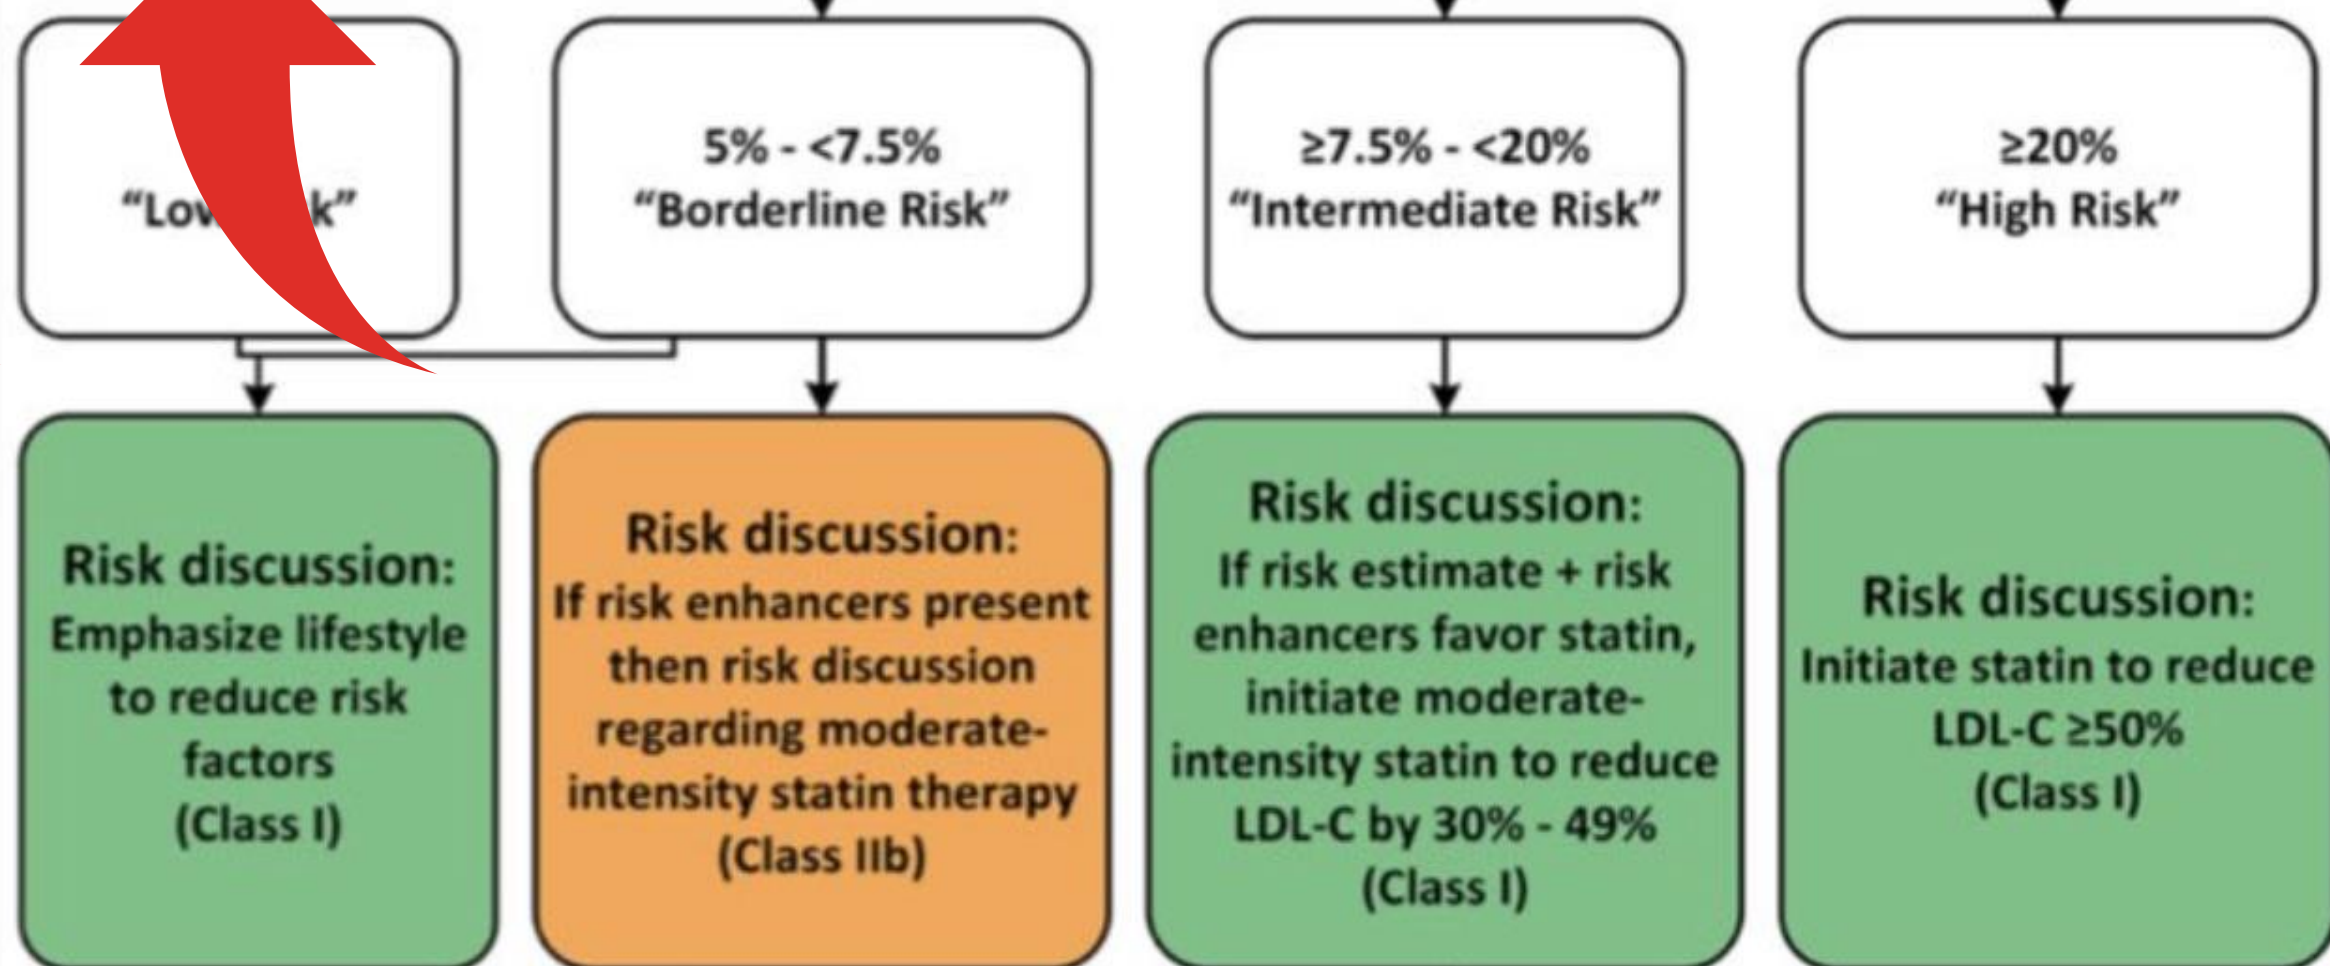 “Lo k”
5% - <7.5%
“Borderline Risk”
≥7.5% - <20%
“Intermediate Risk”
≥20%
“High Risk”
Risk discussion:
Emphasize lifestyle
to reduce risk
factors
(Class I)
Risk discussion:
If risk enhancers present
then risk discussion
regarding moderate-
intensity statin therapy
(Class IIb)
Risk discussion:
If risk estimate + risk
enhancers favor statin,
initiate moderate-
intensity statin to reduce
LDL-C by 30% - 49%
(Class I)
Risk discussion:
Initiate statin to reduce
LDL-C ≥50%
(Class I)